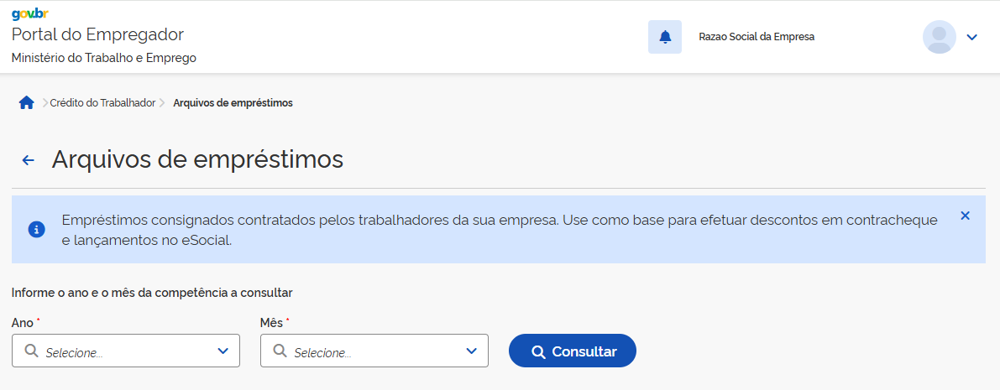 gov.br
Portal do Empregador
Ministério do Trabalho e Emprego
Razao Social da Empresa
Crédito do Trabalhador
Arquivos de empréstimos
Arquivos de empréstimos
Empréstimos consignados contratados pelos trabalhadores da sua empresa. Use como base para efetuar descontos em contracheque
e lançamentos no eSocial.
Informe o ano e o mês da competência a consultar
Ano *
Mês *
Selecione...
Selecione...
Consultar